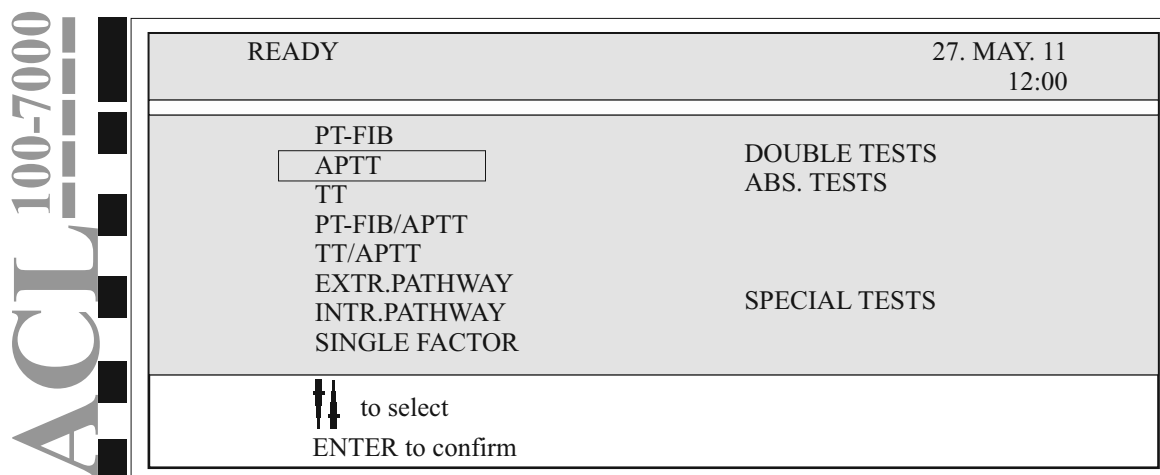 ACL 100-7000
READY 27. MAY. 11
12:00
PT-FIB
APTT
TT
PT-FIB/APTT
TT/APTT
EXTR.PATHWAY
INTR.PATHWAY
SINGLE FACTOR
DOUBLE TESTS
ABS. TESTS
SPECIAL TESTS
to select
ENTER to confirm